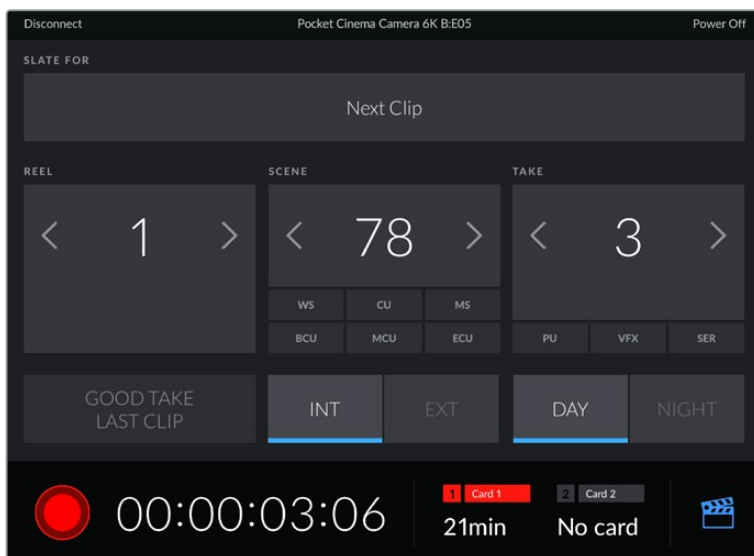 Disconnect Pocket Cinema Camera 6K B:E05 Power Off
SLATE FOR
Next Clip
REEL SCENE TAKE
< 1 > < 78 > < 3 >
WS CU MS
BCU MCU ECU PU VFX SER
GOOD TAKE
LAST CLIP
INT EXT DAY NIGHT
00:00:03:06
1 Card 1 2 Card 2
21min No card